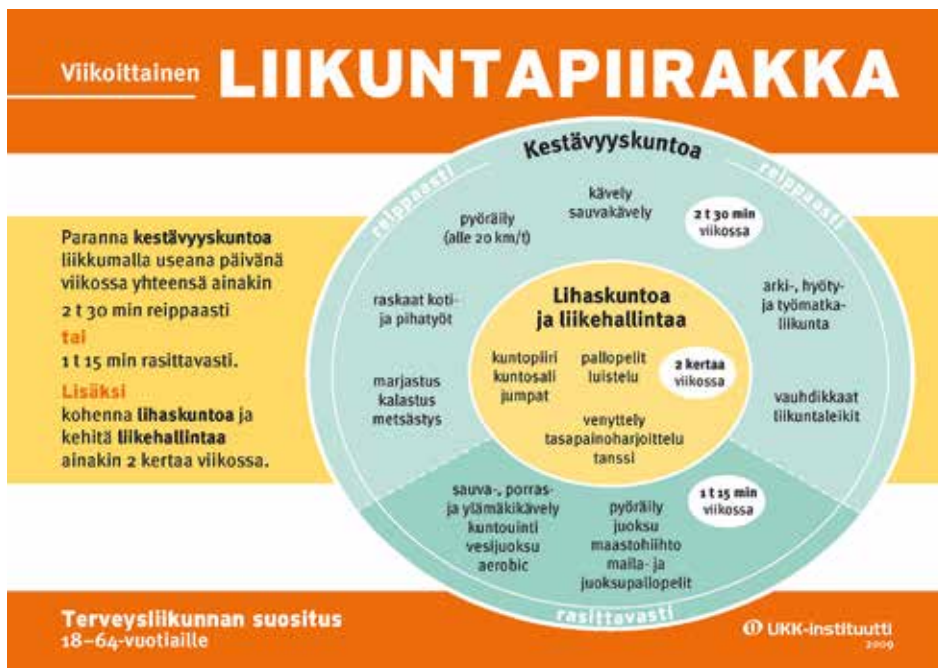 Viikoittainen LIIKUNTAPIIRAKKA
Paranna kestävyyskuntoa
liikkumalla useana päivänä
viikossa yhteensä ainakin
2 t 30 min reippaasti
tai
1 t 15 min rasittavasti.
Lisäksi
kohenna lihaskuntoa ja
kehitä liikehallintaa
ainakin 2 kertaa viikossa.
Kestävyyskuntoa
reippaasti
reippaasti
kävely
sauvakävely
2 t 30 min
viikossa
pyöräily
(alle 20 km/t)
raskaat koti-
ja pihatyöt
marjastus
kalastus
metsästys
arki-, hyöty-
ja työmatka-
liikunta
vauhdikkaat
liikuntaleikit
Lihaskuntoa
ja liikehallintaa
kuntopiiri
kuntosali
jumpat
pallopelit
luistelu
2 kertaa
viikossa
venyttely
tasapainoharjoittelu
tanssi
sauva-, porras-
ja ylämäkikävely
kuntouinti
vesijuoksu
aerobic
pyöräily
juoksu
maastohiihto
maila- ja
juoksupallopelit
1 t 15 min
viikossa
rasittavasti
Terveysliikunnan suositus
18–64-vuotiaille
UKK-instituutti
2009